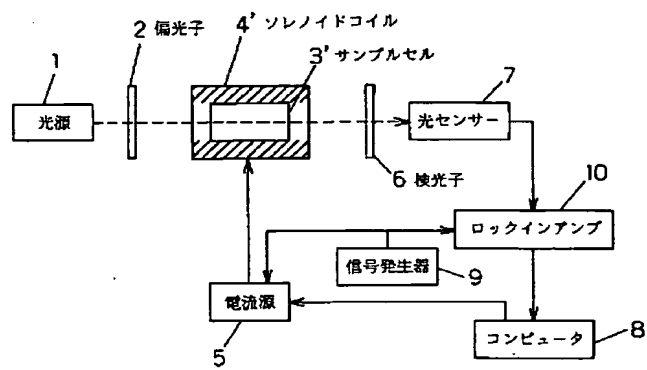 2 偏光子
4' ソレノイドコイル
3' サンプルセル
1
7
光源
光センサー
6 検光子
10
ロックインアンプ
信号発生器
9
電流源
5
コンピュータ
8